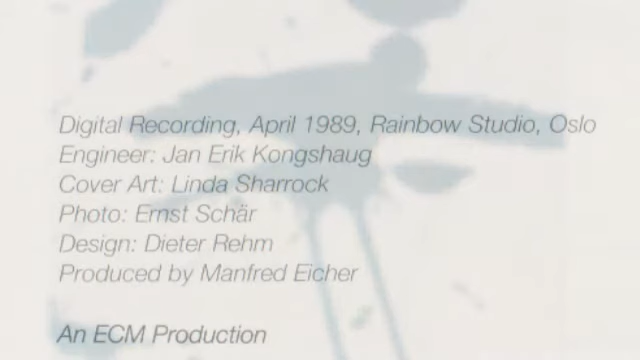 Digital Recording, April 1989, Rainbow Studio, Oslo
Engineer: Jan Erik Kongshaug
Cover Art: Linda Sharrock
Photo: Ernst Schär
Design: Dieter Rehm
Produced by Manfred Eicher
An ECM Production